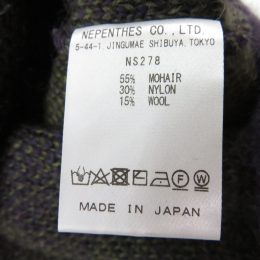 NEPENTHES CO., LTD.
5-44-1 JINGUMAE SHIBUYA, TOKYO
NS278
55% MOHAIR
30% NYLON
15% WOOL
MADE IN JAPAN